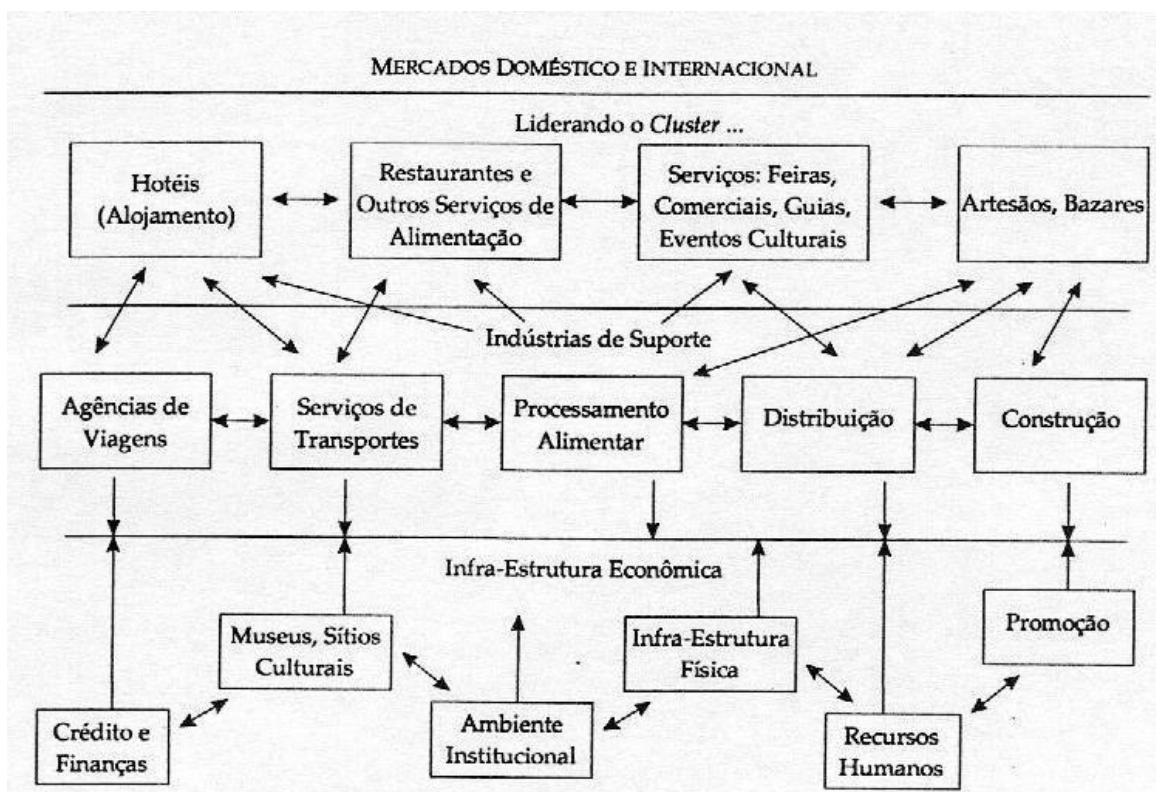 MERCADOS DOMÉSTICO E INTERNACIONAL
Liderando o Cluster ...
Hotéis
(Alojamento)
Restaurantes e
Outros Serviços de
Alimentação
Serviços: Feiras,
Comerciais, Guias,
Eventos Culturais
Artesãos, Bazares
Indústrias de Suporte
Agências de
Viagens
Serviços de
Transportes
Processamento
Alimentar
Distribuição
Construção
Infra-Estrutura Econômica
Museus, Sítios
Culturais
Infra-Estrutura
Física
Promoção
Crédito e
Finanças
Ambiente
Institucional
Recursos
Humanos